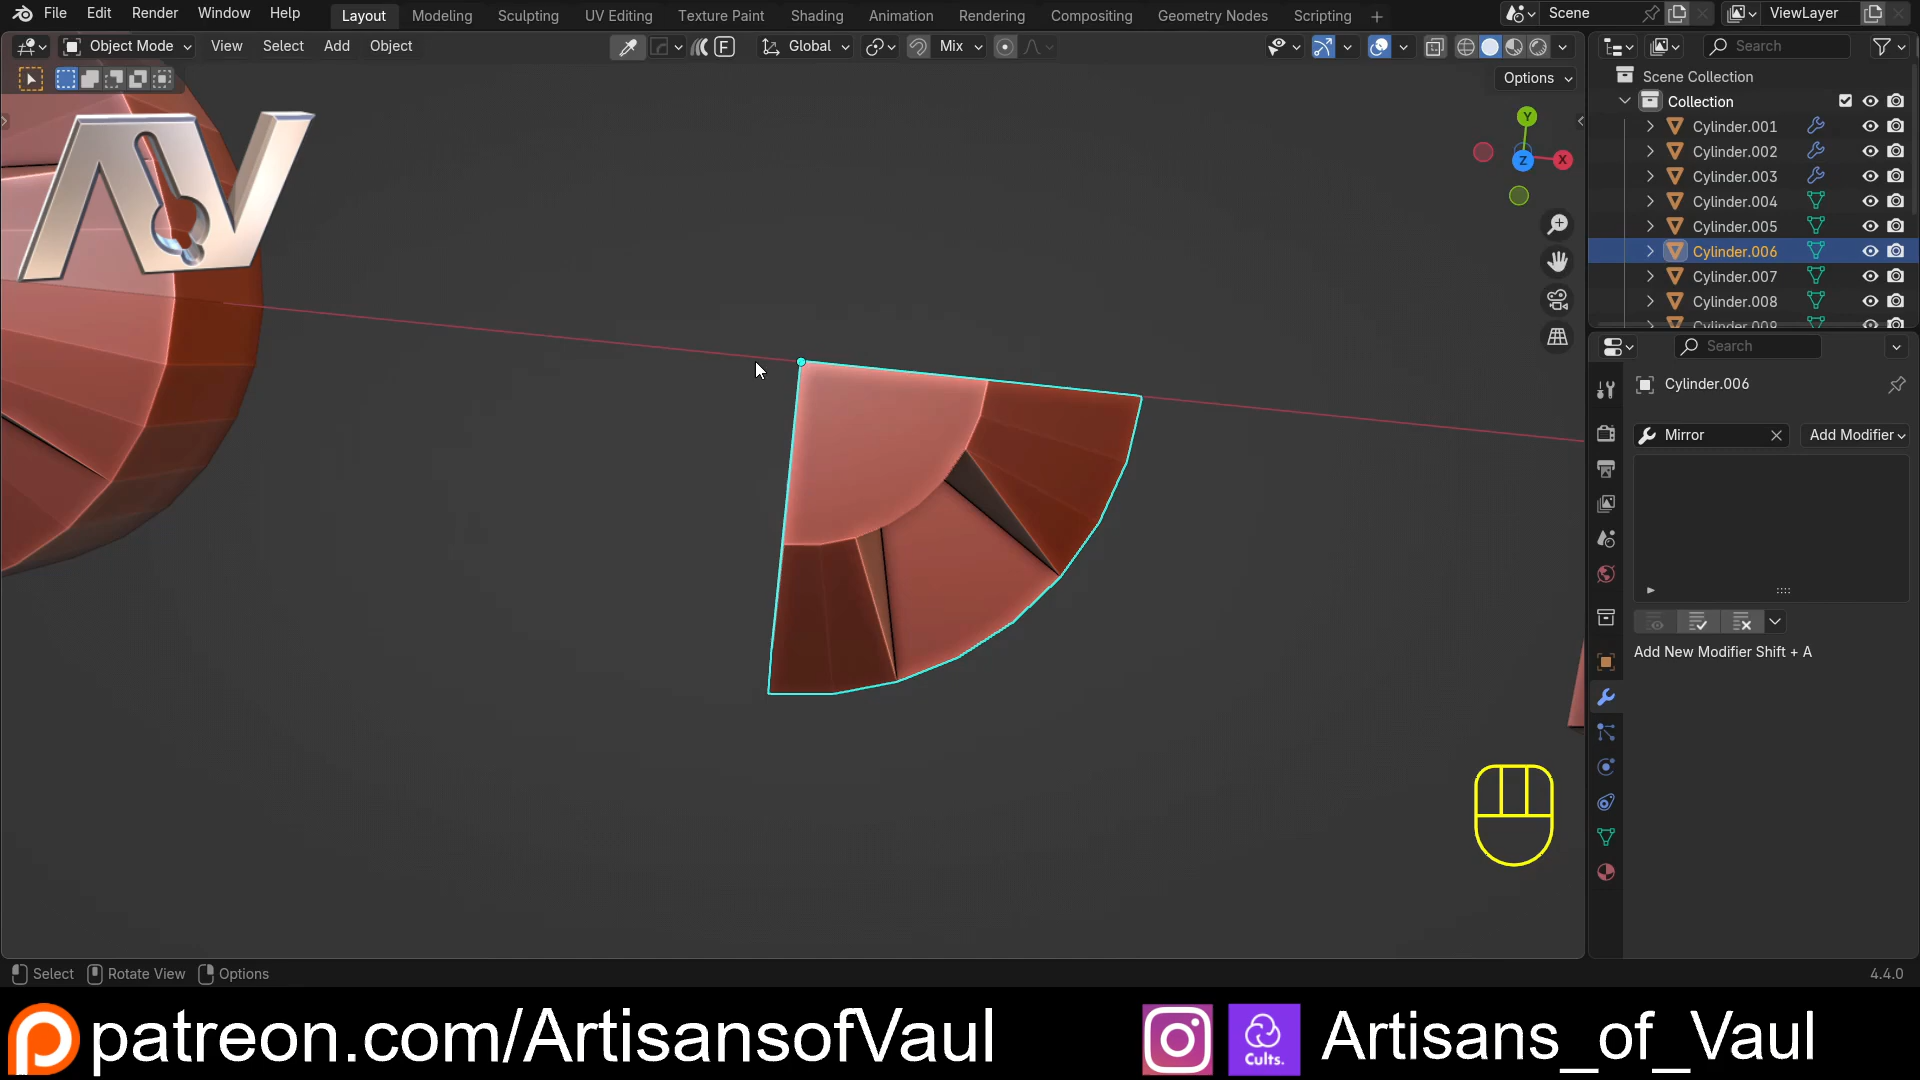 File Edit Render Window Help Layout Modeling Sculpting UV Editing Texture Paint Shading Animation Rendering Compositing Geometry Nodes Scripting + Scene ViewLayer
Object Mode View Select Add Object F Global Mix Search
Options
Scene Collection
Collection
Cylinder.001
Cylinder.002
Cylinder.003
Cylinder.004
Cylinder.005
Cylinder.006
Cylinder.007
Cylinder.008
Cylinder.009
Y
Z
X
AV
Search
Cylinder.006
Mirror Add Modifier
Add New Modifier Shift + A
Select Rotate View Options 4.4.0
patreon.com/ArtisansofVaul Cults. Artisans_of_Vaul